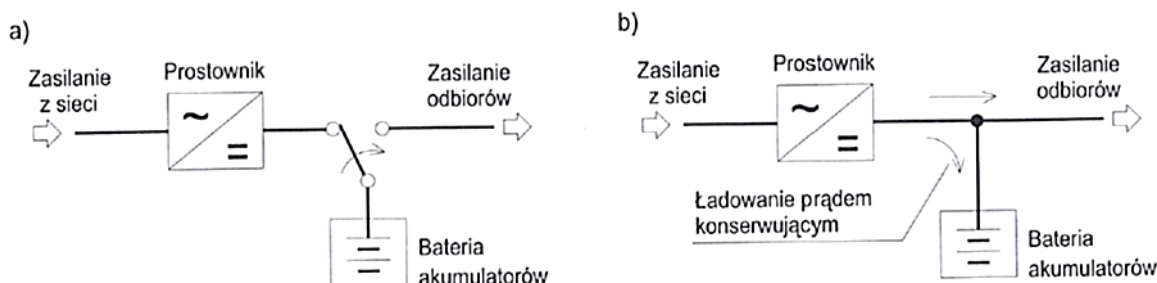 a)
Zasilanie
z sieci
Prostownik
~
=
Zasilanie
odbiorów
Bateria
akumulatorów
b)
Zasilanie
z sieci
Prostownik
~
=
Zasilanie
odbiorów
Ładowanie prądem
konserwującym
Bateria
akumulatorów